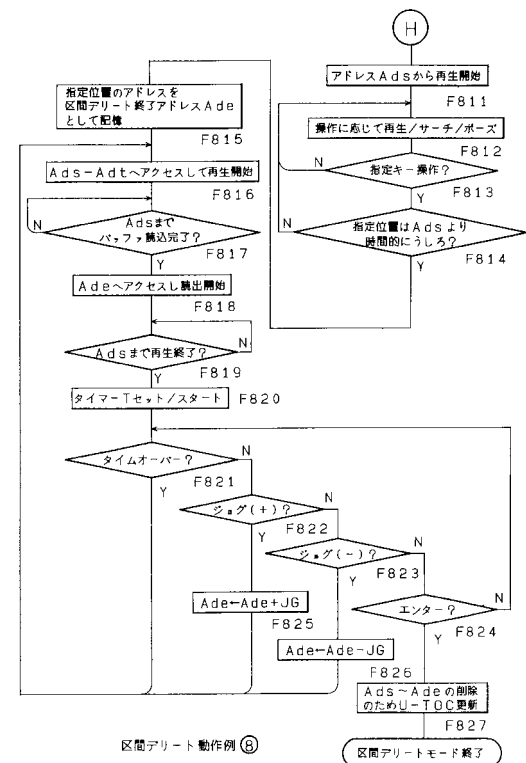 H
アドレスAdsから再生開始
F811
操作に応じて再生/サーチ/ポーズ
F812
N
指定キー操作?
F813
Y
N
指定位置はAdsより
時間的にうしろ?
F814
Y
指定位置のアドレスを
区間デリート終了アドレスAde
として記憶
F815
Ads-Adtへアクセスして再生開始
F816
N
Adsまで
バッファ読込完了?
F817
Y
Adeへアクセスし読出開始
F818
Adsまで再生終了?
N
F819
Y
タイマーTセット/スタート
F820
タイムオーバー?
N
F821
Y
ジョグ(+)?
N
F822
Y
ジョグ(-)?
N
F823
Y
エンター?
N
F824
Y
Ade←Ade+JG
F825
Ade←Ade-JG
F826
Ads~Adeの削除
のためU-TOC更新
F827
区間デリートモード終了
区間デリート動作例⑧